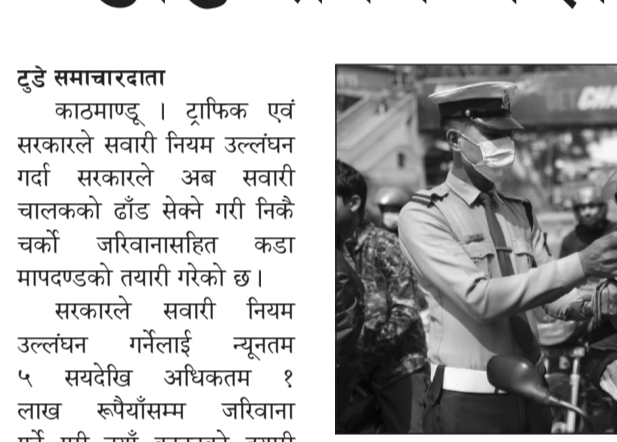 टुडे समाचारदाता
काठमाण्डू । ट्राफिक एवं
सरकारले सवारी नियम उल्लंघन
गर्दा सरकारले अब सवारी
चालकको ढाँड सेक्ने गरी निकै
चर्को जरिवानासहित कडा
मापदण्डको तयारी गरेको छ।
सरकारले सवारी नियम
उल्लंघन गर्नेलाई न्यूनतम
५ सयदेखि अधिकतम १
लाख रूपैयाँसम्म जरिवाना